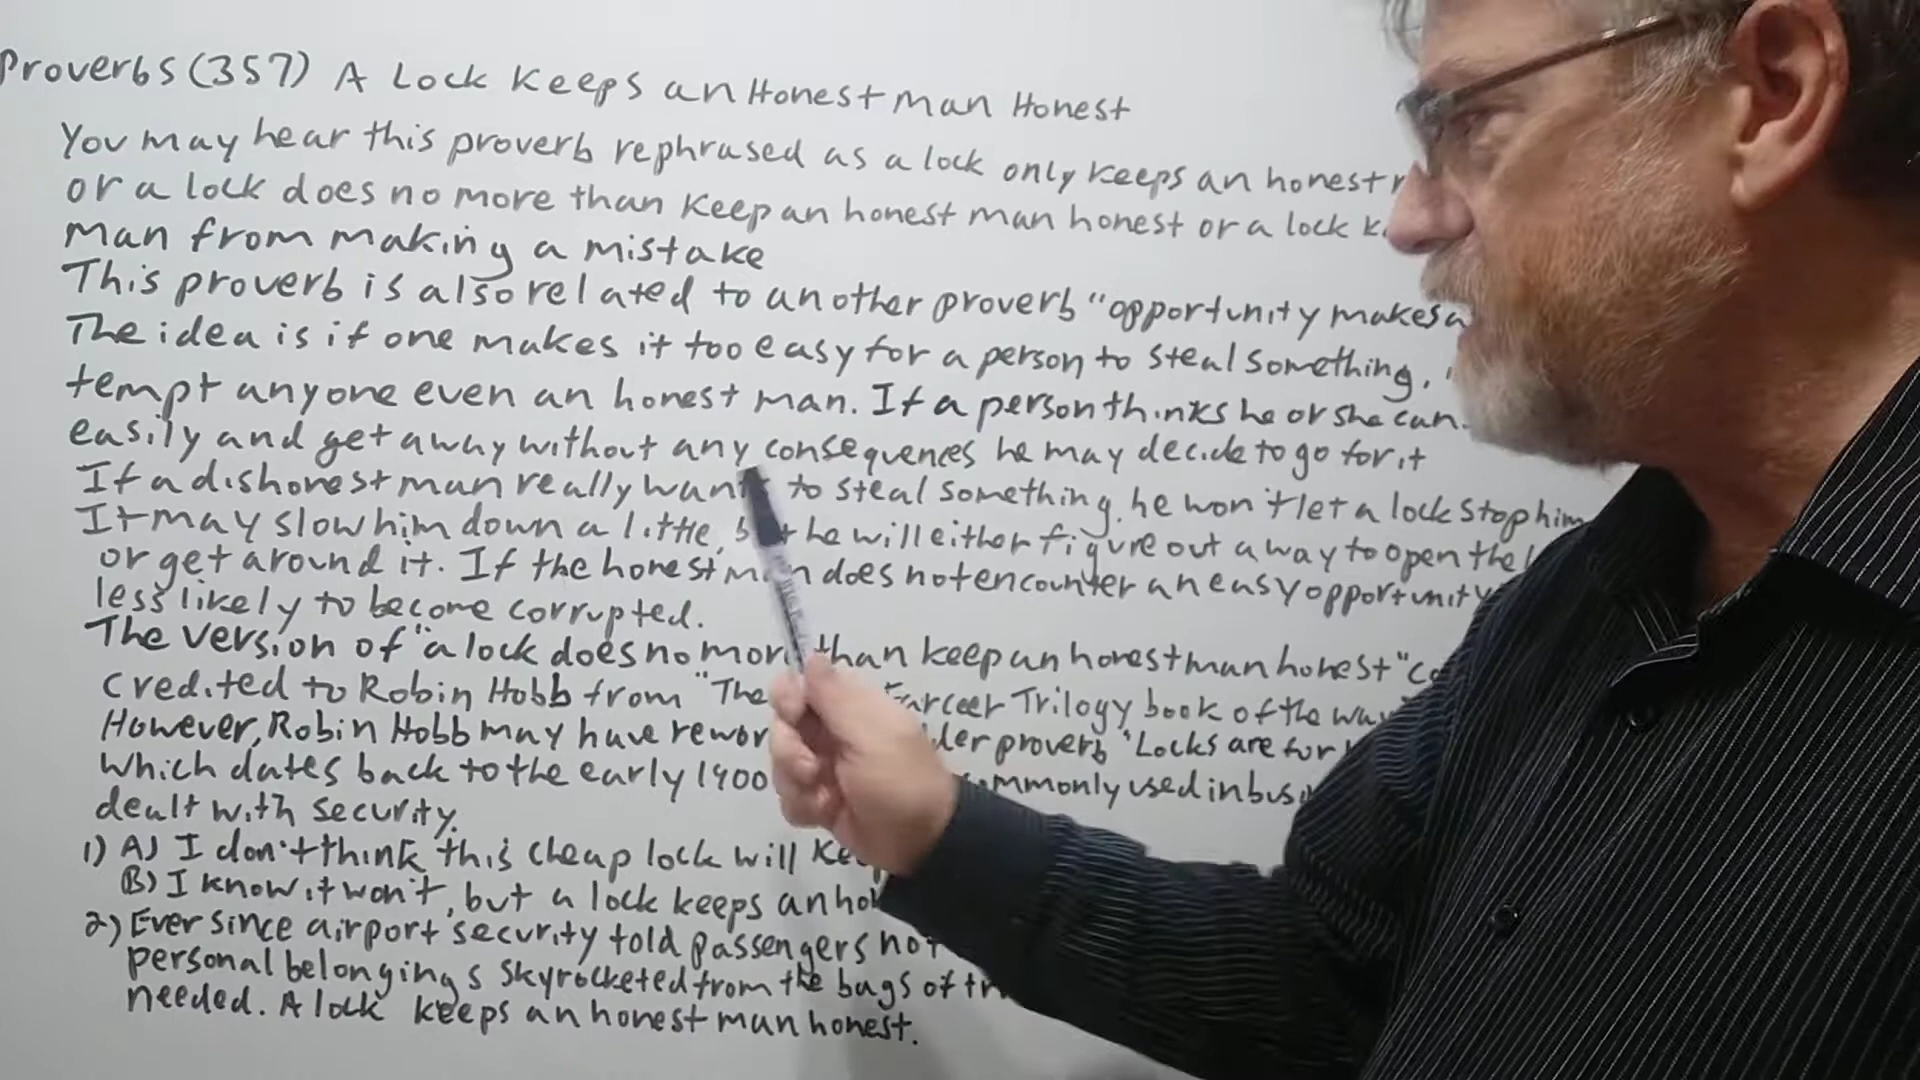 Proverbs (357) A Lock Keeps an Honest man Honest
You may hear this proverb rephrased as a lock only keeps an honest
or a lock does no more than keep an honest man honest or a lock
man from making a mistake
This proverb is also related to another proverb "opportunity makes a
The idea is if one makes it too easy for a person to steal something,
tempt anyone even an honest man. If a person thinks he or she can
easily and get away without any consequences he may decide to go for it
If a dishonest man really wants to steal something, he won't let a lock stop him
It may slow him down a little, but he will either figure out a way to open the
or get around it. If the honest man does not encounter an easy opportunity
less likely to become corrupted.
The version of "a lock does no more than keep an honest man honest"
credited to Robin Hobb from "The Farceer Trilogy book of the
However, Robin Hobb may have proverb "Locks are for
which dates back to the early 1900 commonly used in
dealt with security.
1) A) I don't think this cheap lock will
B) I know it won't, but a lock keeps an
2) Ever since airport security told passengers not
personal belongings skyrocketed from the bags of
needed. A lock keeps an honest man honest.